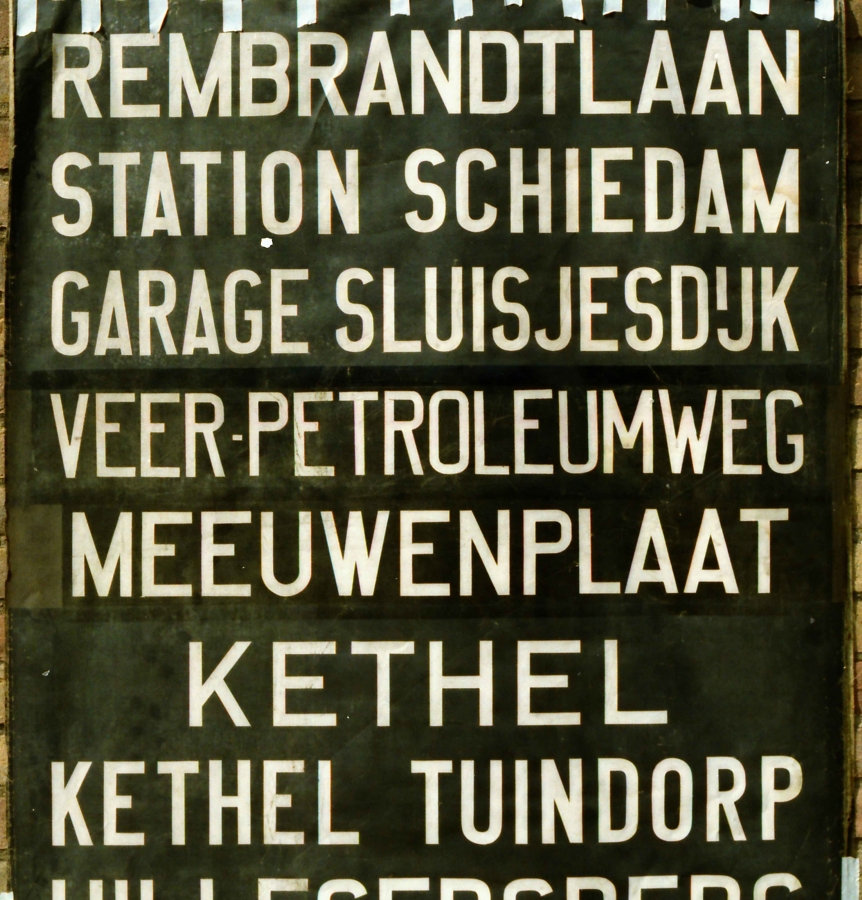 REMBRANDTLAAN
STATION SCHIEDAM
GARAGE SLUISJESDIJK
VEER-PETROLEUMWEG
MEEUWENPLAAT
KETHEL
KETHEL TUINDORP